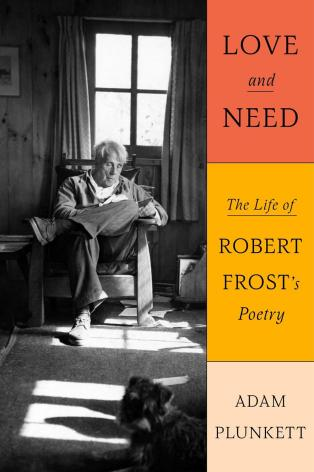 LOVE
and
NEED
The Life of
ROBERT
FROST's
Poetry
ADAM
PLUNKETT